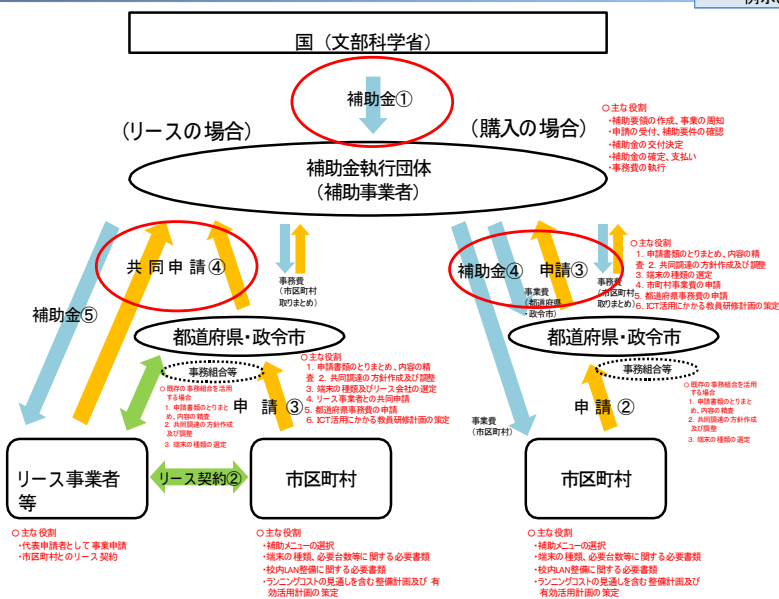 国（文部科学省）
補助金①
(リースの場合)
(購入の場合)
○主な役割
・補助要領の作成、事業の周知
・申請の受付、補助要件の確認
・補助金の交付決定
・補助金の確定、支払い
・事務費の執行
補助金執行団体
（補助事業者）
共同申請④
事務費
（市区町村
取りまとめ）
補助金⑤
都道府県・政令市
事務組合等
○主な役割
1. 申請書類のとりまとめ、内容の精
査 2. 共同調達の方針作成及び調整
3. 端末の種類及びリース会社の選定
4. リース事業者との共同申請
5. 都道府県事務費の申請
6. ICT活用にかかる教員研修計画の策定
○既存の事務組合を活用
する場合
1. 申請書類のとりまと
め、内容の精査
2. 共同調達の方針作成
及び調整
3. 端末の種類の選定
申請③
リース事業者
等
リース契約②
市区町村
○主な役割
・代表申請者として事業申請
・市区町村とのリース契約
○主な役割
・補助メニューの選択
・端末の種類、必要台数等に関する必要書類
・校内LAN整備に関する必要書類
・ランニングコストの見通しを含む整備計画及び 有
効活用計画の策定
補助金④
申請③
事業費
（都道府県
・政令市）
事務費
（市区町村
取りまとめ）
○主な役割
1. 申請書類のとりまとめ、内容の精
査 2. 共同調達の方針作成及び調整
3. 端末の種類の選定
4. 市町村事業費の申請
5. 都道府県事務費の申請
6. ICT活用にかかる教員研修計画の策定
都道府県・政令市
事務組合等
○既存の事務組合を活用
する場合
1. 申請書類のとりまと
め、内容の精査
2. 共同調達の方針作成
及び調整
3. 端末の種類の選定
申請②
事業費
（市区町村）
市区町村
○主な役割
・補助メニューの選択
・端末の種類、必要台数等に関する必要書類
・校内LAN整備に関する必要書類
・ランニングコストの見通しを含む整備計画及び
有効活用計画の策定